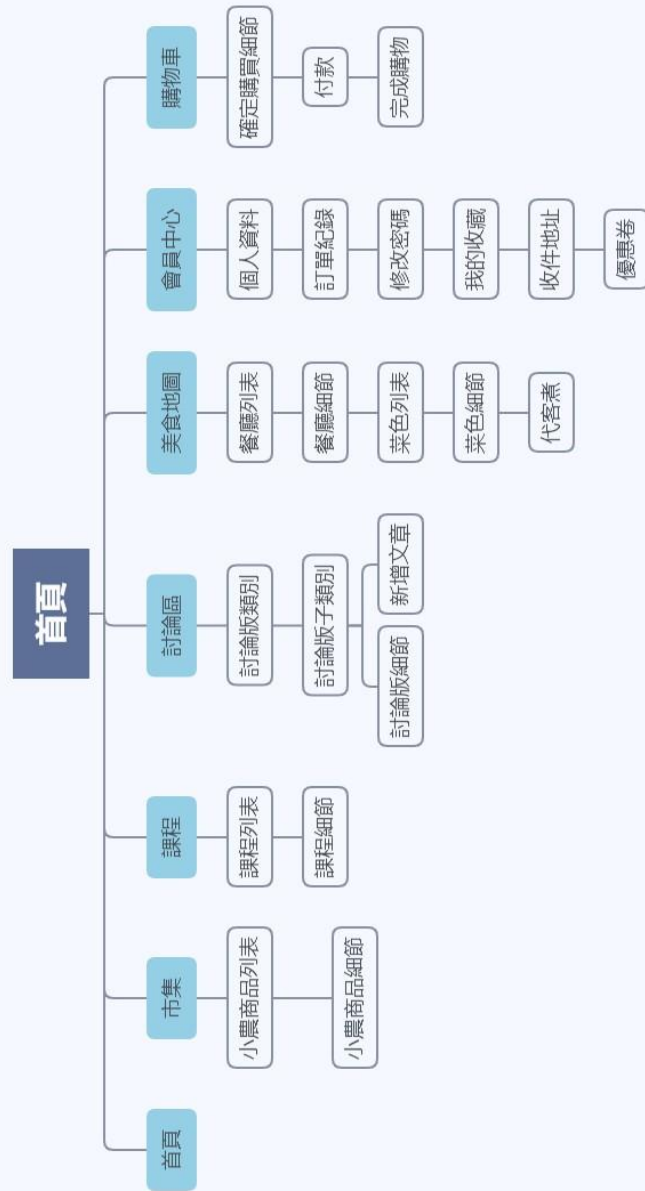 首頁
首頁
市集
小農商品列表
小農商品細節
課程
課程列表
課程細節
討論區
討論版類別
討論版子類別
討論版細節
新增文章
美食地圖
餐廳列表
餐廳細節
菜色列表
菜色細節
代客煮
會員中心
個人資料
訂單紀錄
修改密碼
我的收藏
收件地址
優惠卷
購物車
確定購買細節
付款
完成購物